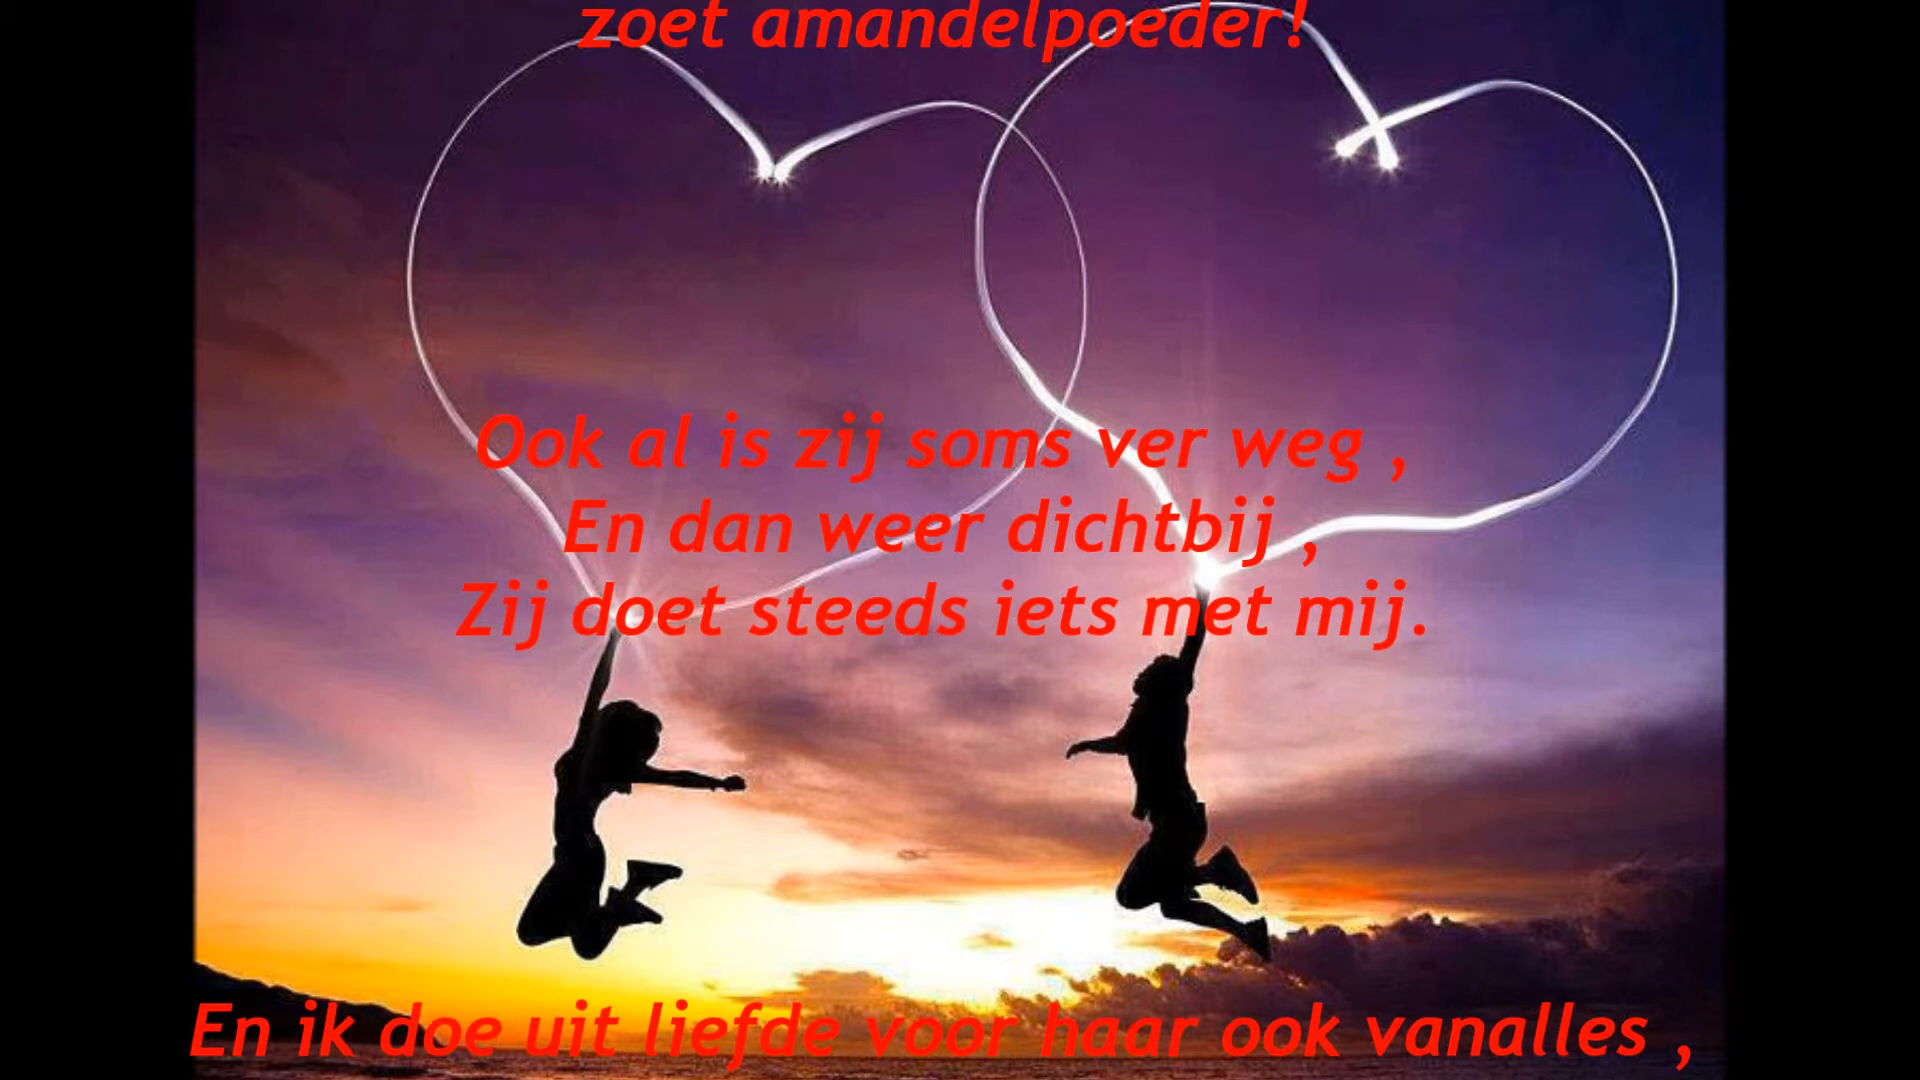 zoet amandelpoeder!
Ook al is zij soms ver weg ,
En dan weer dichtbij ,
Zij doet steeds iets met mij.
En ik doe uit liefde voor haar ook vanalles ,